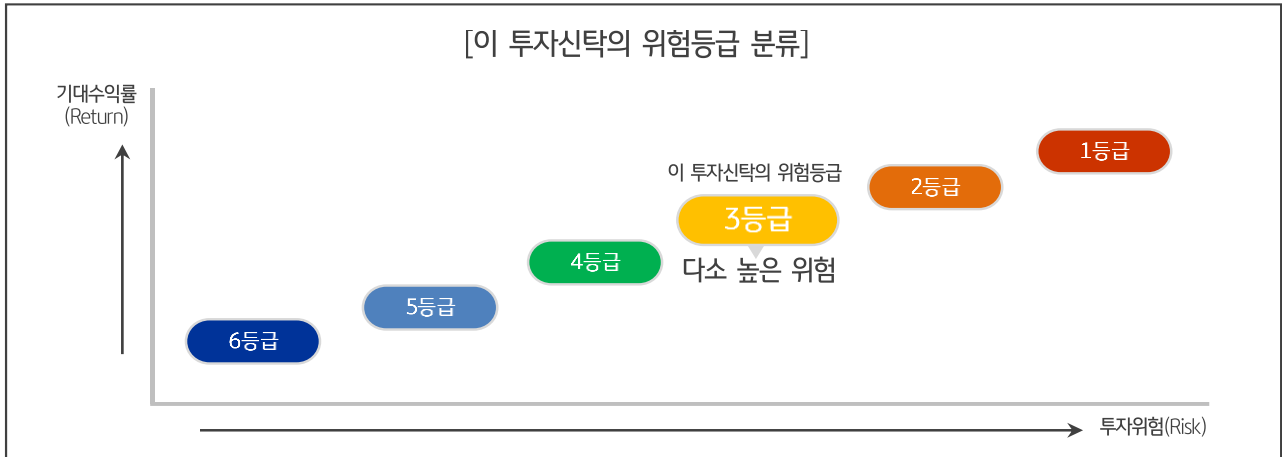 [이 투자신탁의 위험등급 분류]
기대수익률
(Return)
1등급
이 투자신탁의 위험등급
2등급
3등급
다소 높은 위험
4등급
5등급
6등급
투자위험(Risk)